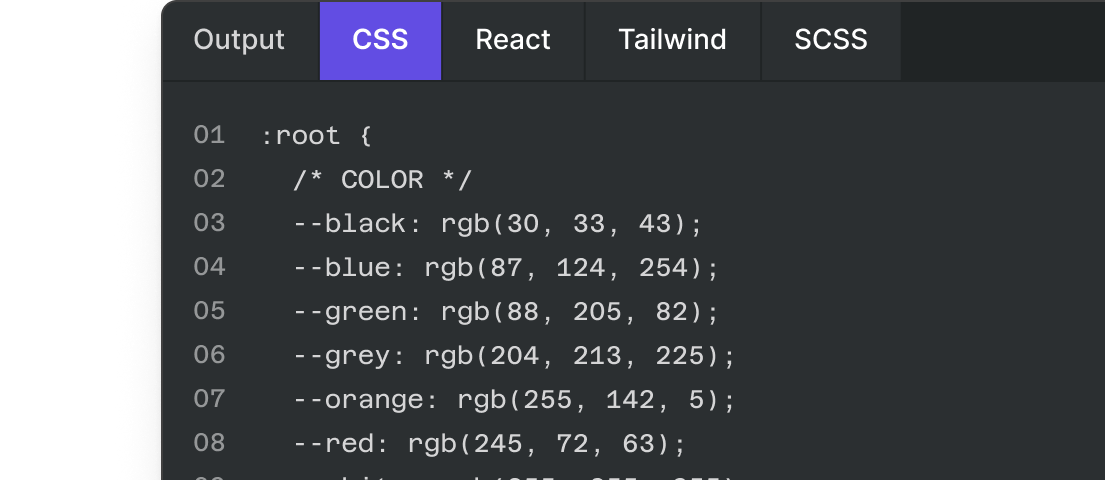 Output CSS React Tailwind SCSS
01 :root {
02 /* COLOR */
03 --black: rgb(30, 33, 43);
04 --blue: rgb(87, 124, 254);
05 --green: rgb(88, 205, 82);
06 --grey: rgb(204, 213, 225);
07 --orange: rgb(255, 142, 5);
08 --red: rgb(245, 72, 63);